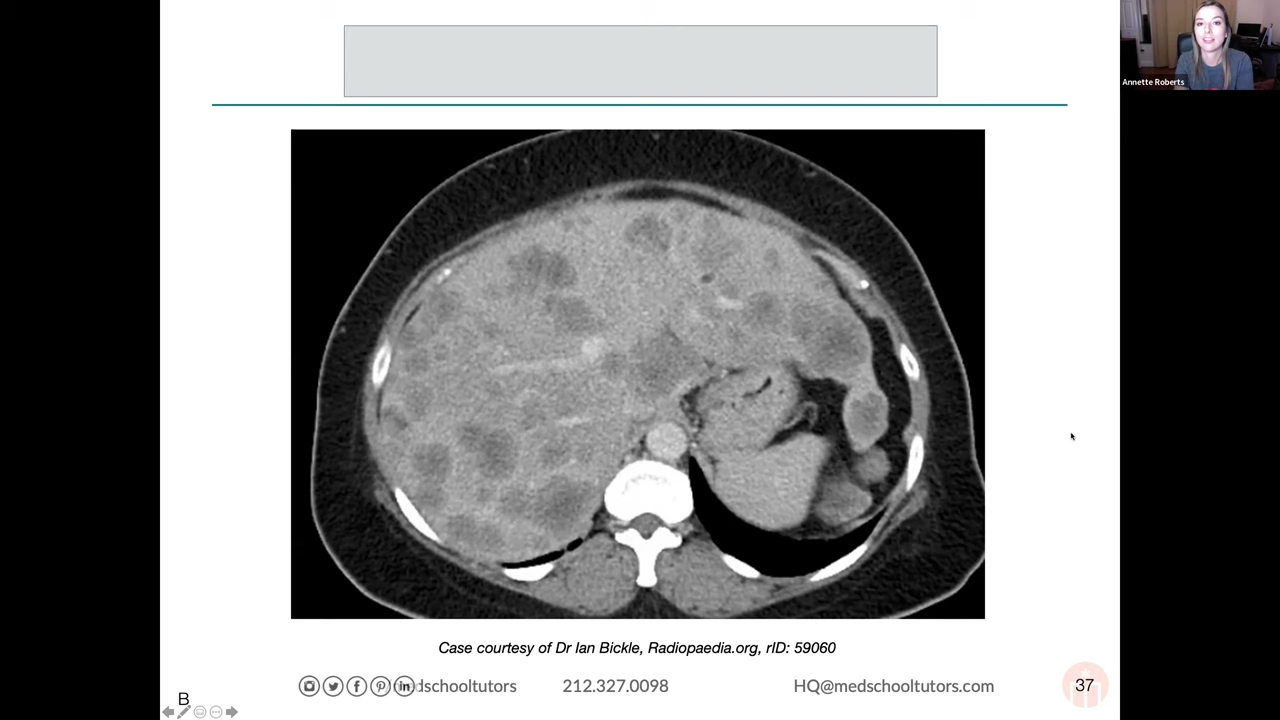 Annette Roberts
Case courtesy of Dr Ian Bickle, Radiopaedia.org, rID: 59060
212.327.0098
HQ@medschooltutors.com
37
B